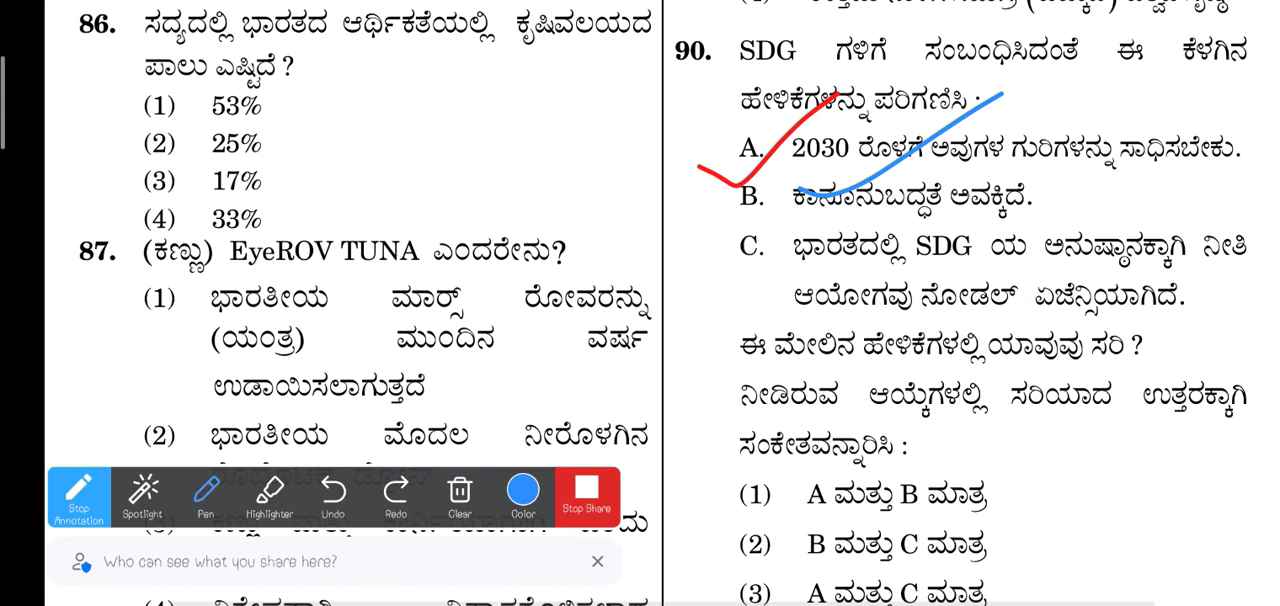 86. ಸದ್ಯದಲ್ಲಿ ಭಾರತದ ಆರ್ಥಿಕತೆಯಲ್ಲಿ ಕೃಷಿವಲಯದ
ಪಾಲು ಎಷ್ಟಿದೆ ?
(1) 53%
(2) 25%
(3) 17%
(4) 33%
87. (ಕಣ್ಣು) EyeROV TUNA ಎಂದರೇನು?
(1) ಭಾರತೀಯ ಮಾರ್ಸ್ ರೋವರನ್ನು
(ಯಂತ್ರ) ಮುಂದಿನ ವರ್ಷ
ಉಡಾಯಿಸಲಾಗುತ್ತದೆ
(2) ಭಾರತೀಯ ಮೊದಲ ನೀರೊಳಗಿನ
Stop Annotation
Spotlight
Pen
Highlighter
Undo
Redo
Clear
Color
Stop Share
Who can see what you share here?
90. SDG ಗಳಿಗೆ ಸಂಬಂಧಿಸಿದಂತೆ ಈ ಕೆಳಗಿನ
ಹೇಳಿಕೆಗಳನ್ನು ಪರಿಗಣಿಸಿ :
A. 2030 ರೊಳಗೆ ಅವುಗಳ ಗುರಿಗಳನ್ನು ಸಾಧಿಸಬೇಕು.
B. ಕಾನೂನುಬದ್ಧತೆ ಅವಕ್ಕಿದೆ.
C. ಭಾರತದಲ್ಲಿ SDG ಯ ಅನುಷ್ಠಾನಕ್ಕಾಗಿ ನೀತಿ
ಆಯೋಗವು ನೋಡಲ್ ಏಜೆನ್ಸಿಯಾಗಿದೆ.
ಈ ಮೇಲಿನ ಹೇಳಿಕೆಗಳಲ್ಲಿ ಯಾವುವು ಸರಿ ?
ನೀಡಿರುವ ಆಯ್ಕೆಗಳಲ್ಲಿ ಸರಿಯಾದ ಉತ್ತರಕ್ಕಾಗಿ
ಸಂಕೇತವನ್ನಾರಿಸಿ :
(1) A ಮತ್ತು B ಮಾತ್ರ
(2) B ಮತ್ತು C ಮಾತ್ರ
(3) A ಮತ್ತು C ಮಾತ್ರ